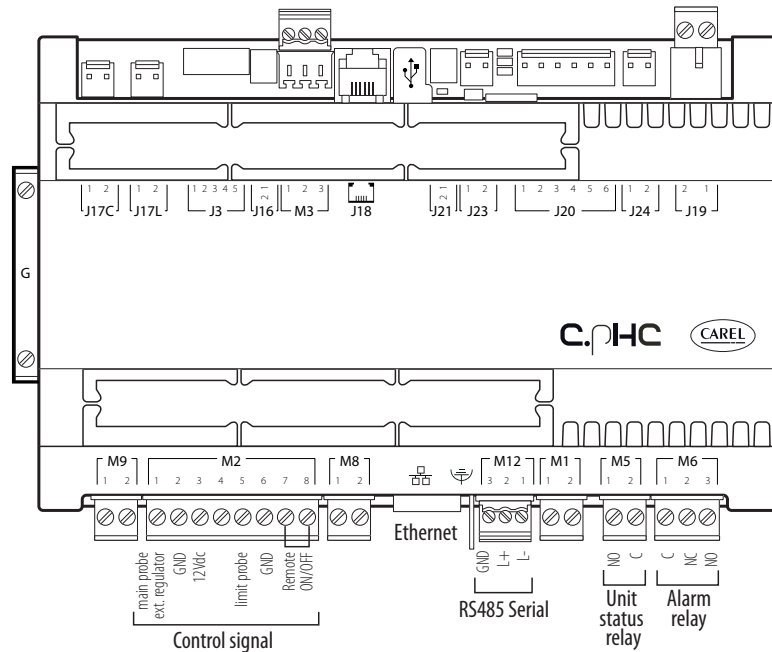 1 2 1 2 1 2 3 4 5 2 1 1 2 3 2 1 1 2 1 2 3 4 5 6 1 2 2 1
J17C J17L J3 J16 M3 J18 J21 J23 J20 J24 J19
G
c.pHC CAREL
M9 M2 M8 M12 M1 M5 M6
1 2 1 2 3 4 5 6 7 8 1 2 3 2 1 1 2 1 2 1 2 3
Ethernet
main probe
ext. regulator
GND
12Vdc
limit probe
GND
Remote
ON/OFF
GND
L+
L-
NO
C
C
NC
NO
Control signal
RS485 Serial
Unit
status
relay
Alarm
relay